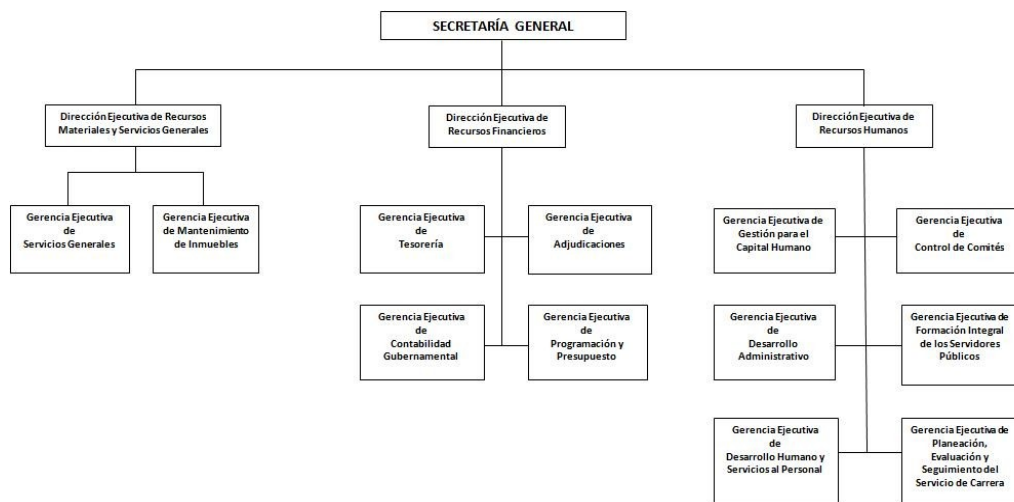 SECRETARÍA GENERAL
Dirección Ejecutiva de Recursos
Materiales y Servicios Generales
Dirección Ejecutiva de
Recursos Financieros
Dirección Ejecutiva de
Recursos Humanos
Gerencia Ejecutiva
de
Servicios Generales
Gerencia Ejecutiva
de Mantenimiento
de Inmuebles
Gerencia Ejecutiva
de
Tesorería
Gerencia Ejecutiva
de
Adjudicaciones
Gerencia Ejecutiva de
Gestión para el
Capital Humano
Gerencia Ejecutiva
de
Control de Comités
Gerencia Ejecutiva
de
Contabilidad
Gubernamental
Gerencia Ejecutiva
de
Programación y
Presupuesto
Gerencia Ejecutiva
de
Desarrollo
Administrativo
Gerencia Ejecutiva de
Formación Integral
de los Servidores
Públicos
Gerencia Ejecutiva
de
Desarrollo Humano y
Servicios al Personal
Gerencia Ejecutiva de
Planeación,
Evaluación y
Seguimiento del
Servicio de Carrera